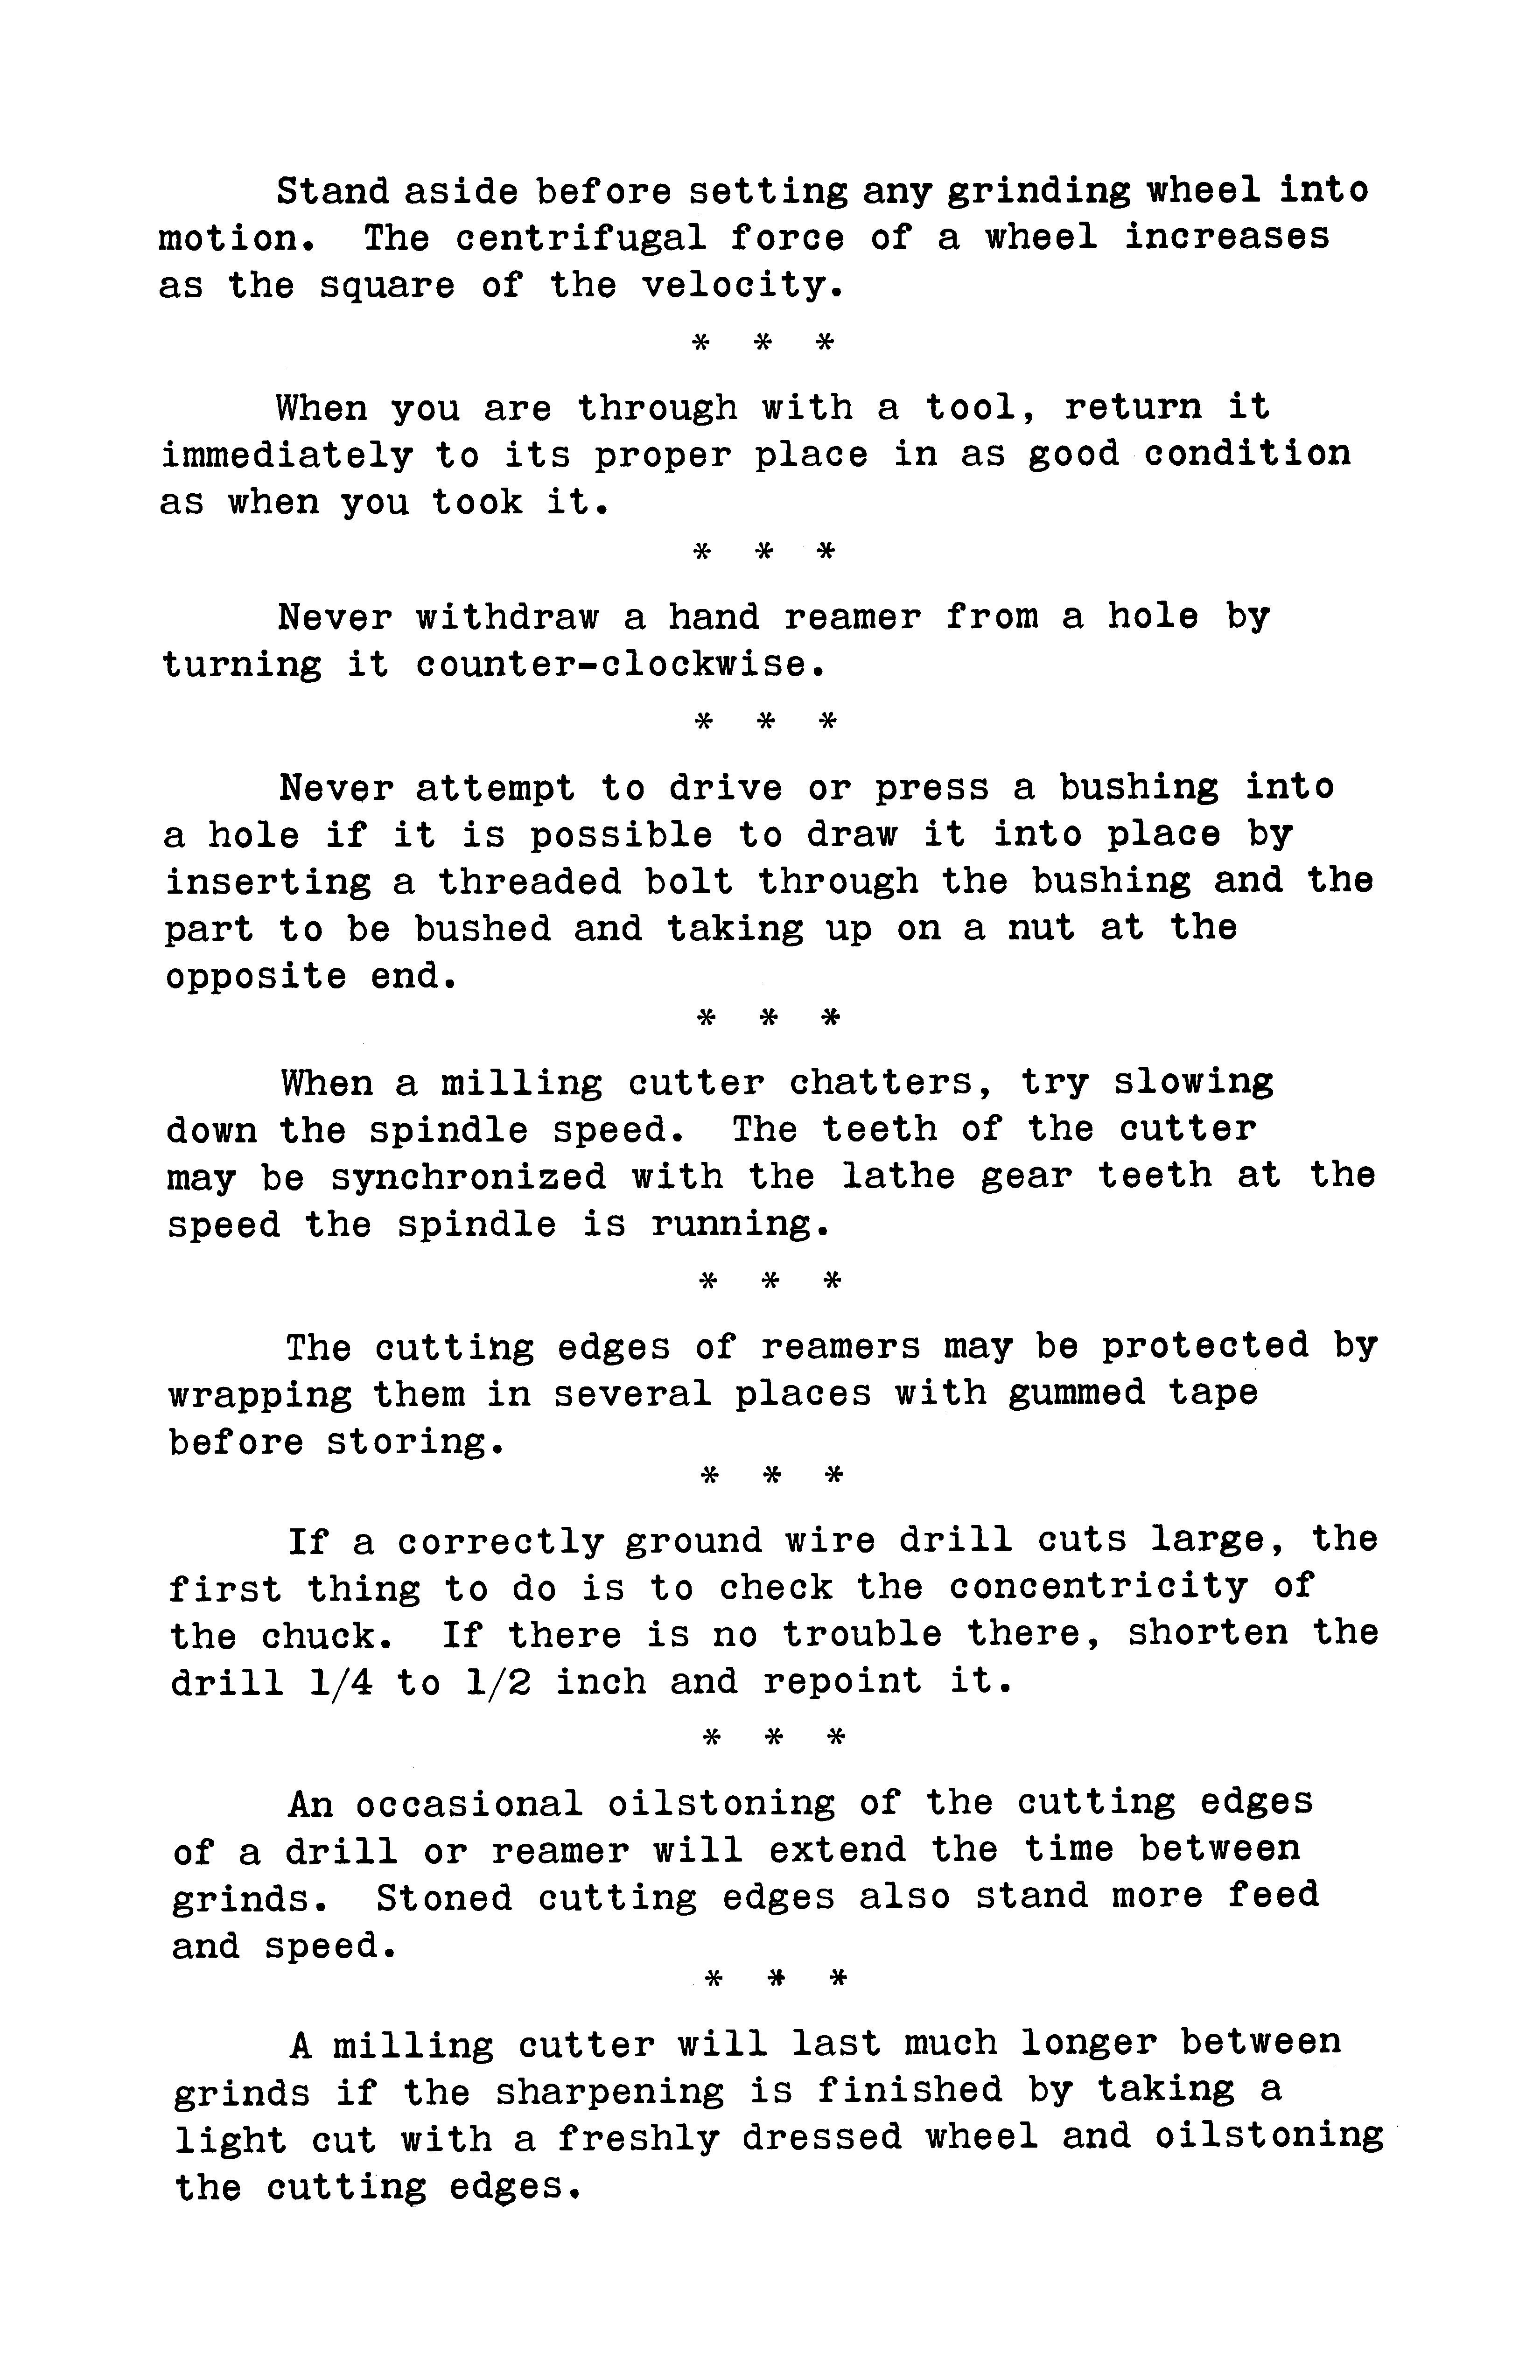 Stand aside before setting any grinding wheel into
motion. The centrifugal force of a wheel increases
as the square of the velocity.
* * *
When you are through with a tool, return it
immediately to its proper place in as good condition
as when you took it.
* * *
Never withdraw a hand reamer from a hole by
turning it counter-clockwise.
* * *
Never attempt to drive or press a bushing into
a hole if it is possible to draw it into place by
inserting a threaded bolt through the bushing and the
part to be bushed and taking up on a nut at the
opposite end.
* * *
When a milling cutter chatters, try slowing
down the spindle speed. The teeth of the cutter
may be synchronized with the lathe gear teeth at the
speed the spindle is running.
* * *
The cutting edges of reamers may be protected by
wrapping them in several places with gummed tape
before storing.
* * *
If a correctly ground wire drill cuts large, the
first thing to do is to check the concentricity of
the chuck. If there is no trouble there, shorten the
drill 1/4 to 1/2 inch and repoint it.
* * *
An occasional oilstoning of the cutting edges
of a drill or reamer will extend the time between
grinds. Stoned cutting edges also stand more feed
and speed.
* * *
A milling cutter will last much longer between
grinds if the sharpening is finished by taking a
light cut with a freshly dressed wheel and oilstoning
the cutting edges.